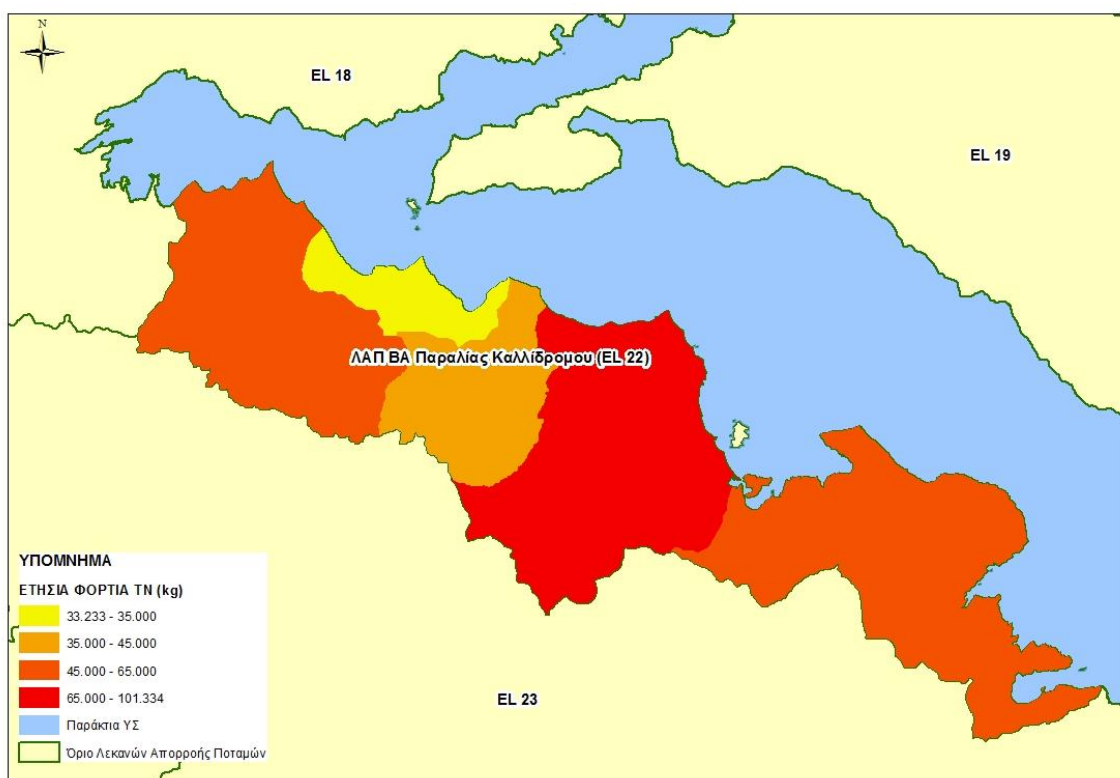 N
EL 18
EL 19
ΛΑΠ ΒΑ Παραλίας Καλλίδρομου (EL 22)
EL 23
ΥΠΟΜΝΗΜΑ
ΕΤΗΣΙΑ ΦΟΡΤΙΑ TN (kg)
33.233 - 35.000
35.000 - 45.000
45.000 - 65.000
65.000 - 101.334
Παράκτια ΥΣ
Όριο Λεκανών Απορροής Ποταμών